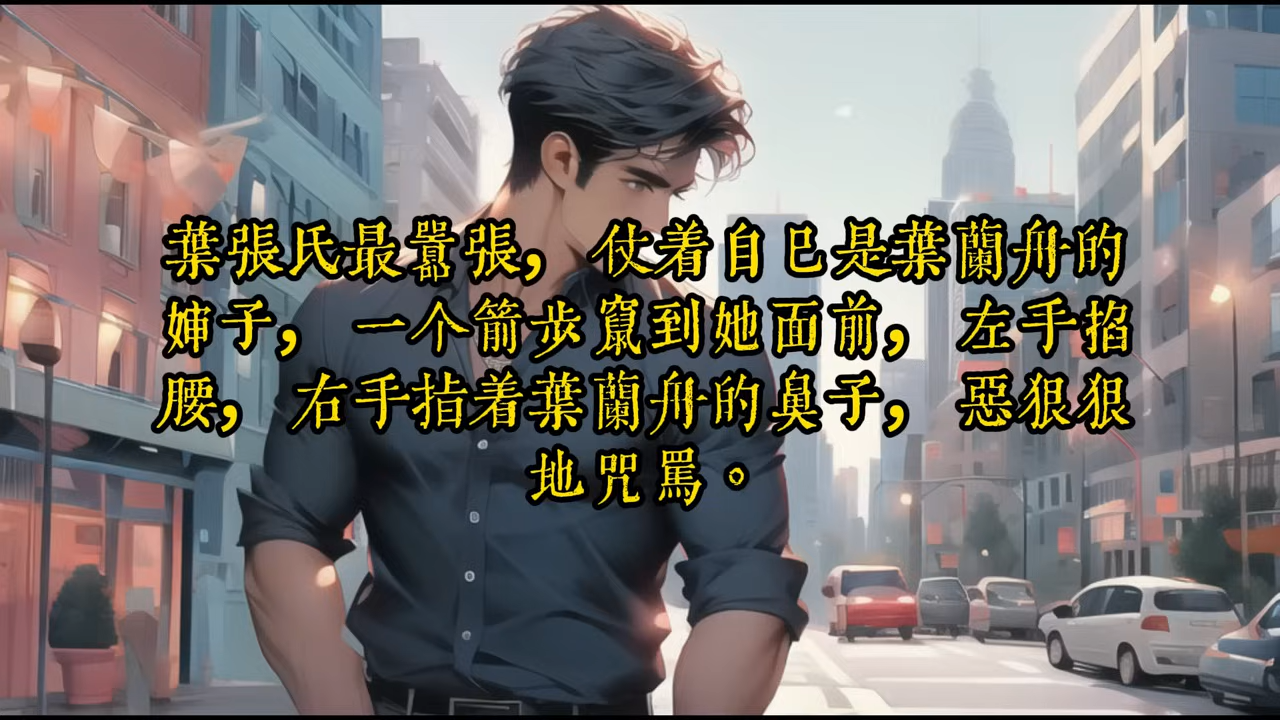 葉張氏最囂張，仗着自己是葉蘭舟的
嬸子，一个箭步竄到她面前，左手掐
腰，右手指着葉蘭舟的鼻子，惡狠狠
地咒罵。